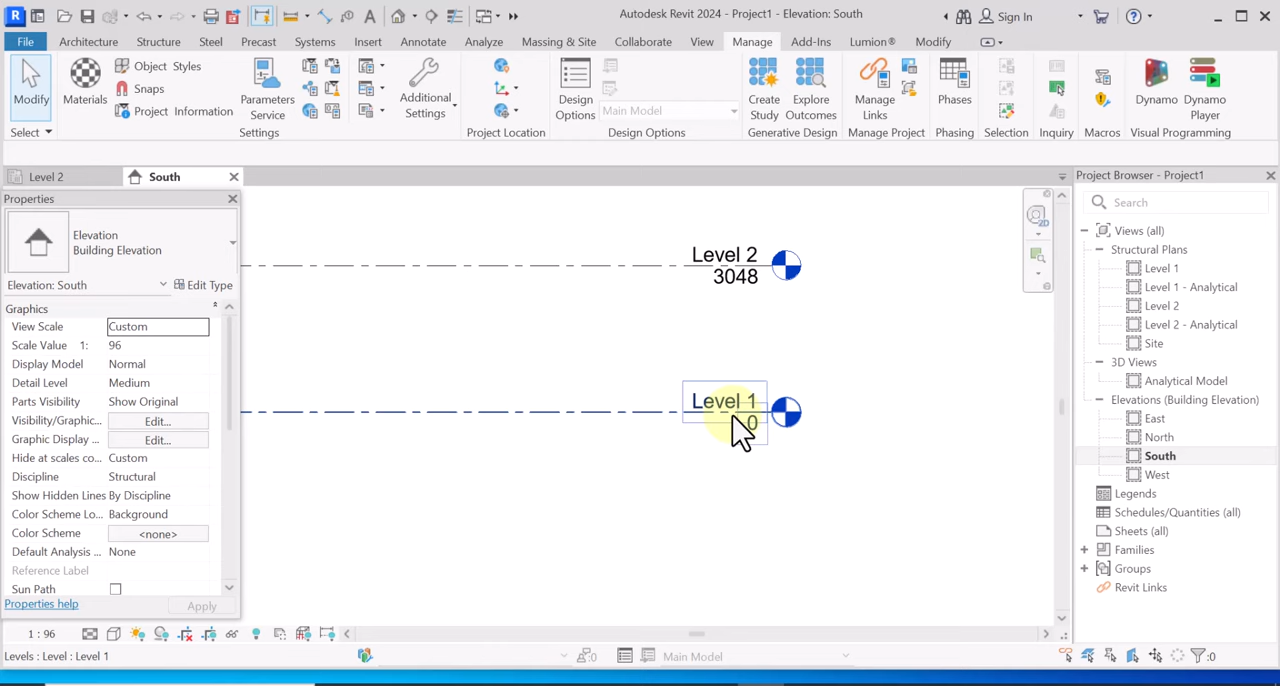 Autodesk Revit 2024 - Project1 - Elevation: South
Sign In
File Architecture Structure Steel Precast Systems Insert Annotate Analyze Massing & Site Collaborate View Manage Add-Ins Lumion® Modify
Modify
Materials
Object Styles
Snaps
Project Information
Parameters Service
Additional Settings
Design Options
Main Model
Create Study
Explore Outcomes
Manage Links
Phases
Dynamo
Dynamo Player
Select Settings Project Location Design Options Generative Design Manage Project Phasing Selection Inquiry Macros Visual Programming
Level 2
South
Properties
Elevation
Building Elevation
Elevation: South
Edit Type
Graphics
View Scale Custom
Scale Value 1: 96
Display Model Normal
Detail Level Medium
Parts Visibility Show Original
Visibility/Graphic... Edit...
Graphic Display ... Edit...
Hide at scales co... Custom
Discipline Structural
Show Hidden Lines By Discipline
Color Scheme Lo... Background
Color Scheme <none>
Default Analysis ... None
Reference Label
Sun Path
Properties help
Apply
Level 2
3048
Level 1
0
2D
Project Browser - Project1
Search
Views (all)
Structural Plans
Level 1
Level 1 - Analytical
Level 2
Level 2 - Analytical
Site
3D Views
Analytical Model
Elevations (Building Elevation)
East
North
South
West
Legends
Schedules/Quantities (all)
Sheets (all)
Families
Groups
Revit Links
1 : 96
Levels : Level : Level 1
:0
Main Model
:0